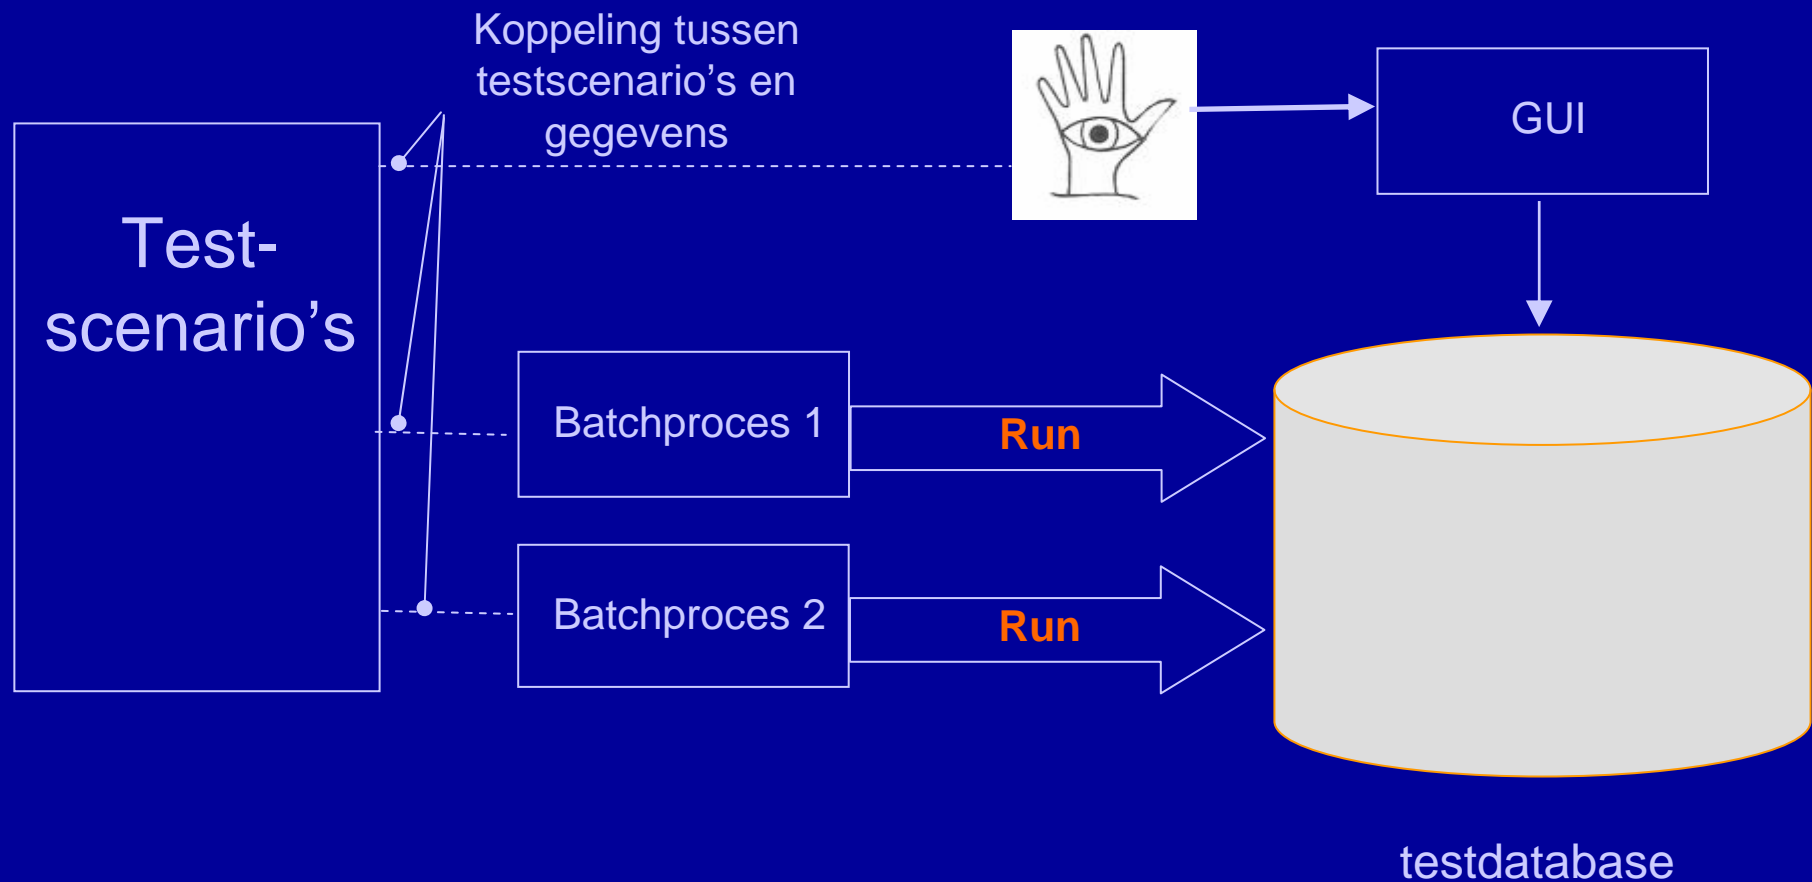 Koppeling tussen
testscenario’s en
gegevens
GUI
Test-
scenario’s
Batchproces 1
Run
Batchproces 2
Run
testdatabase